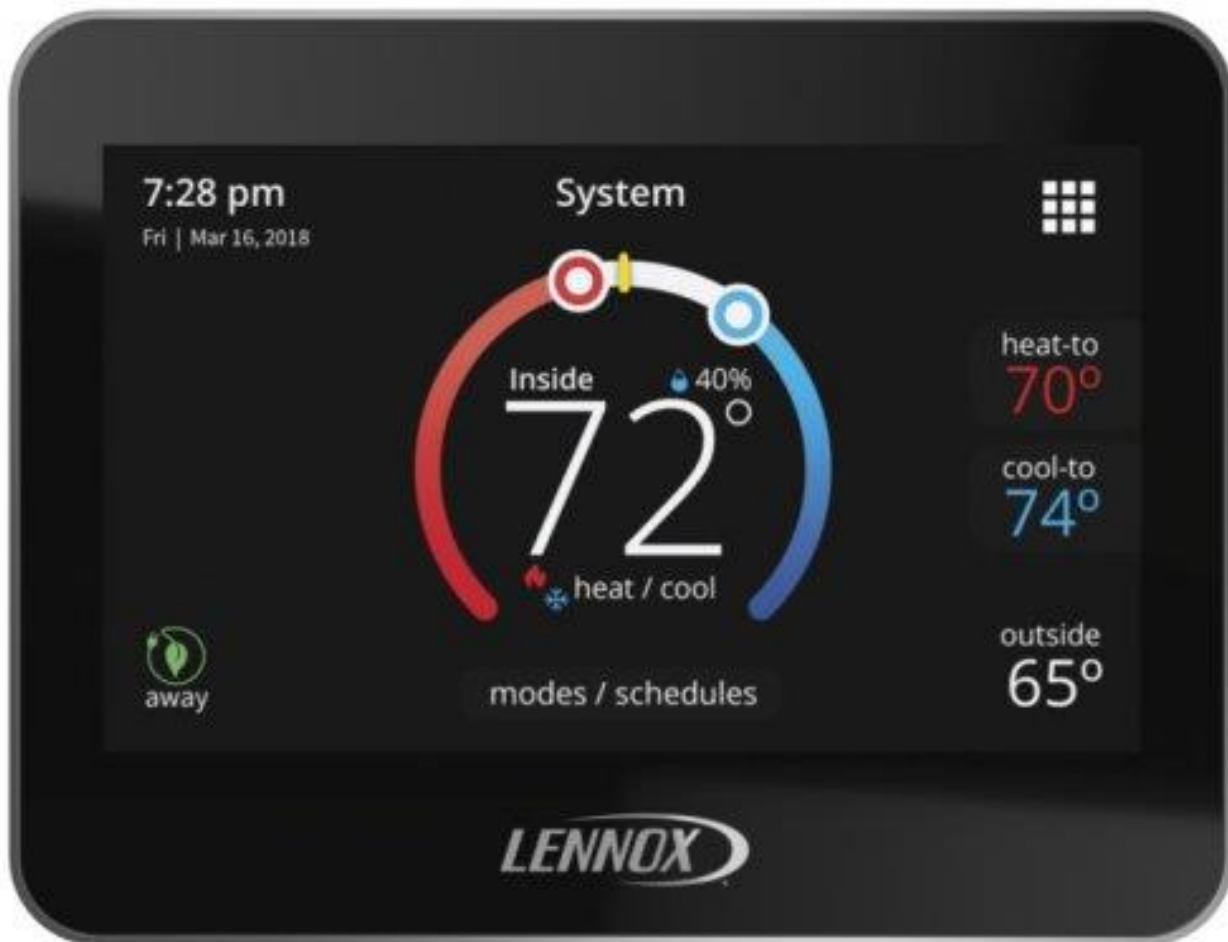 7:28 pm
System
Fri | Mar 16, 2018
heat-to
70°
Inside
40%
72°
cool-to
74°
heat / cool
outside
65°
away
modes / schedules
LENNOX